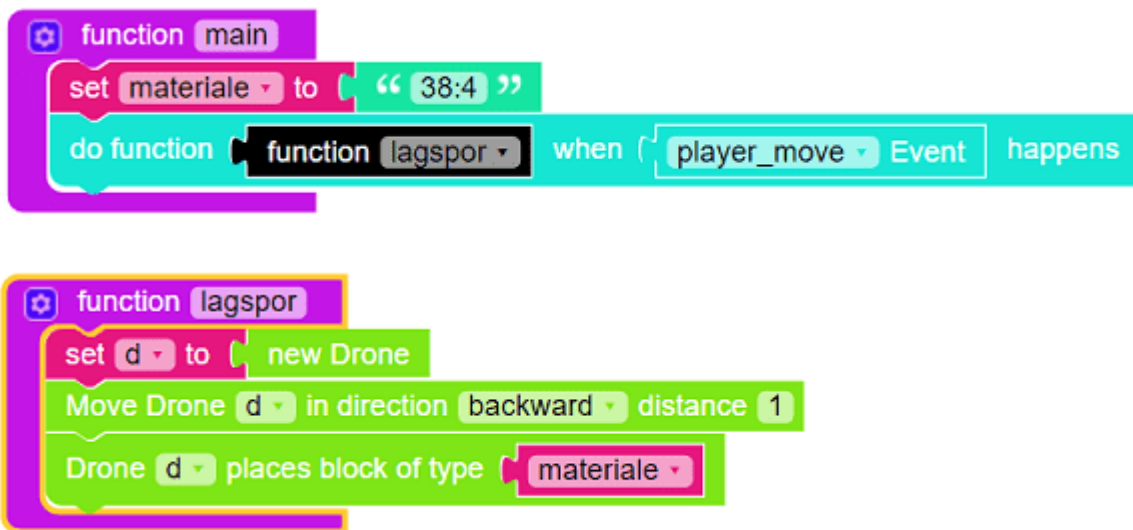 function main
set materiale to “ 38:4 ”
do function function lagspor when player_move Event happens
function lagspor
set d to new Drone
Move Drone d in direction backward distance 1
Drone d places block of type materiale